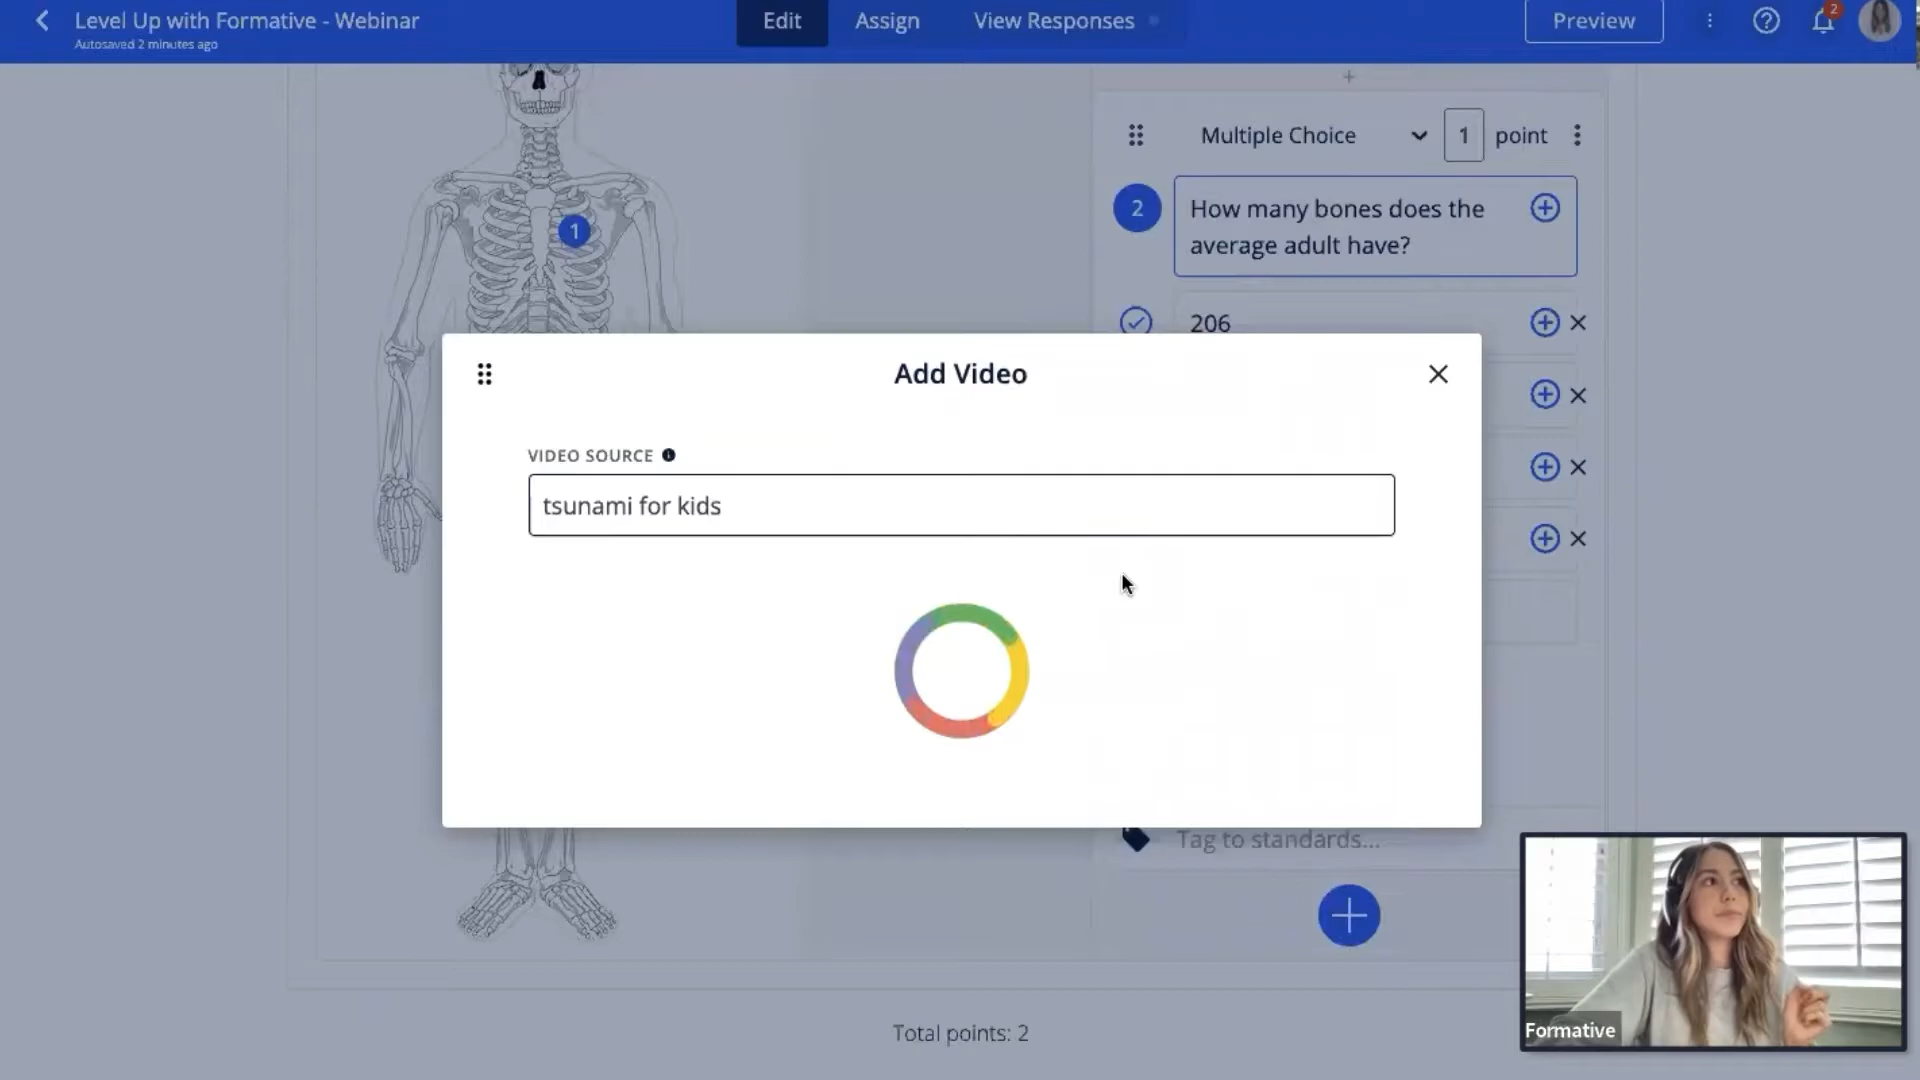 Level Up with Formative - Webinar
Autosaved 2 minutes ago
Edit
Assign
View Responses
Preview
2
Multiple Choice
1
point
2
How many bones does the
average adult have?
1
206
Add Video
VIDEO SOURCE
tsunami for kids
Tag to standards...
Total points: 2
Formative